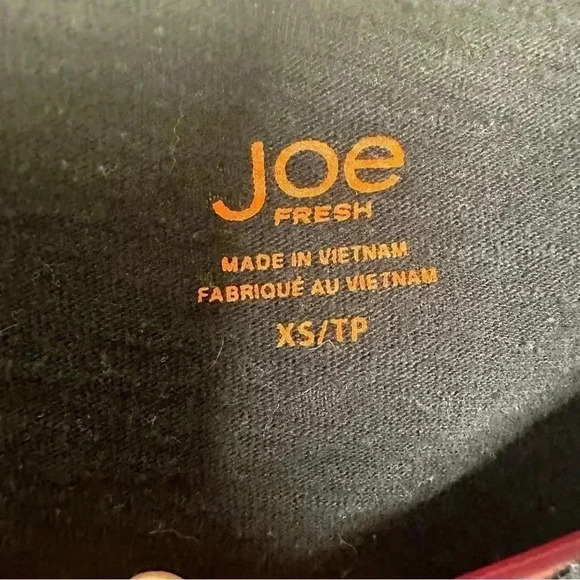 Joe
FRESH
MADE IN VIETNAM
FABRIQUÉ AU VIETNAM
XS/TP